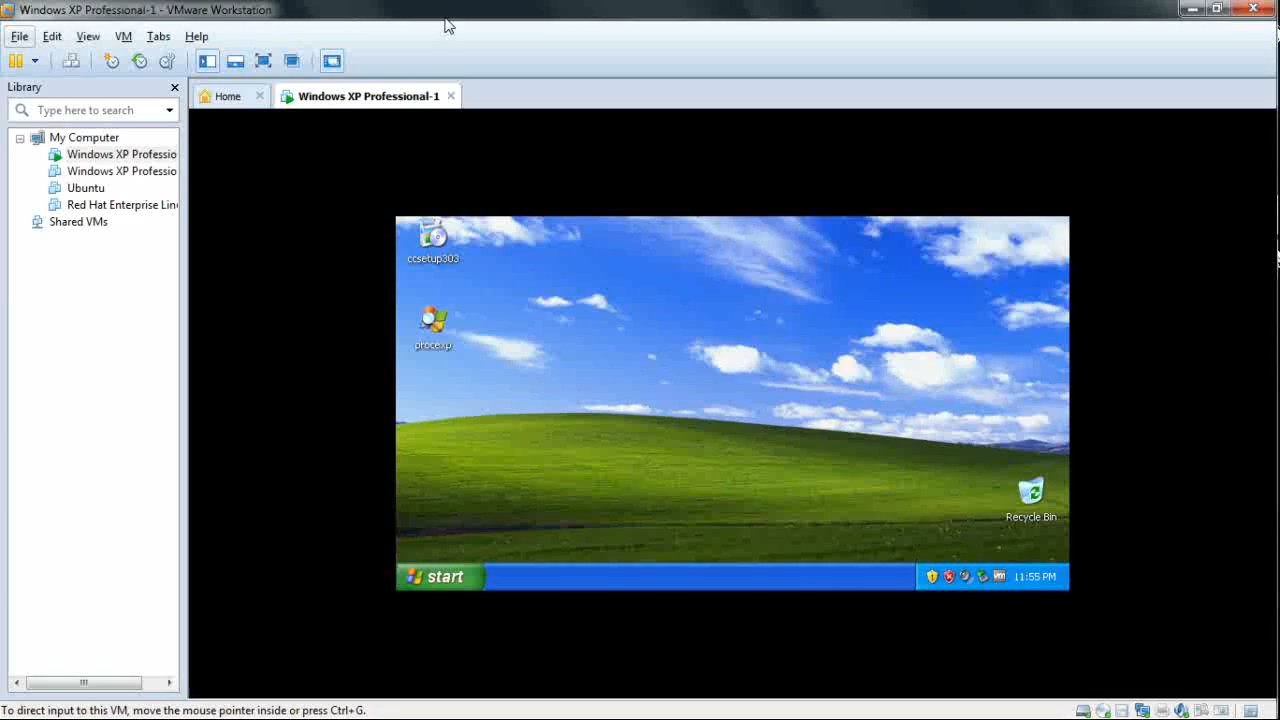 Windows XP Professional-1 - VMware Workstation
File Edit View VM Tabs Help
Library
Type here to search
My Computer
Windows XP Professio
Windows XP Professio
Ubuntu
Red Hat Enterprise Lin
Shared VMs
Home
Windows XP Professional-1
ccsetup303
procexp
Recycle Bin
start
11:55 PM
To direct input to this VM, move the mouse pointer inside or press Ctrl+G.